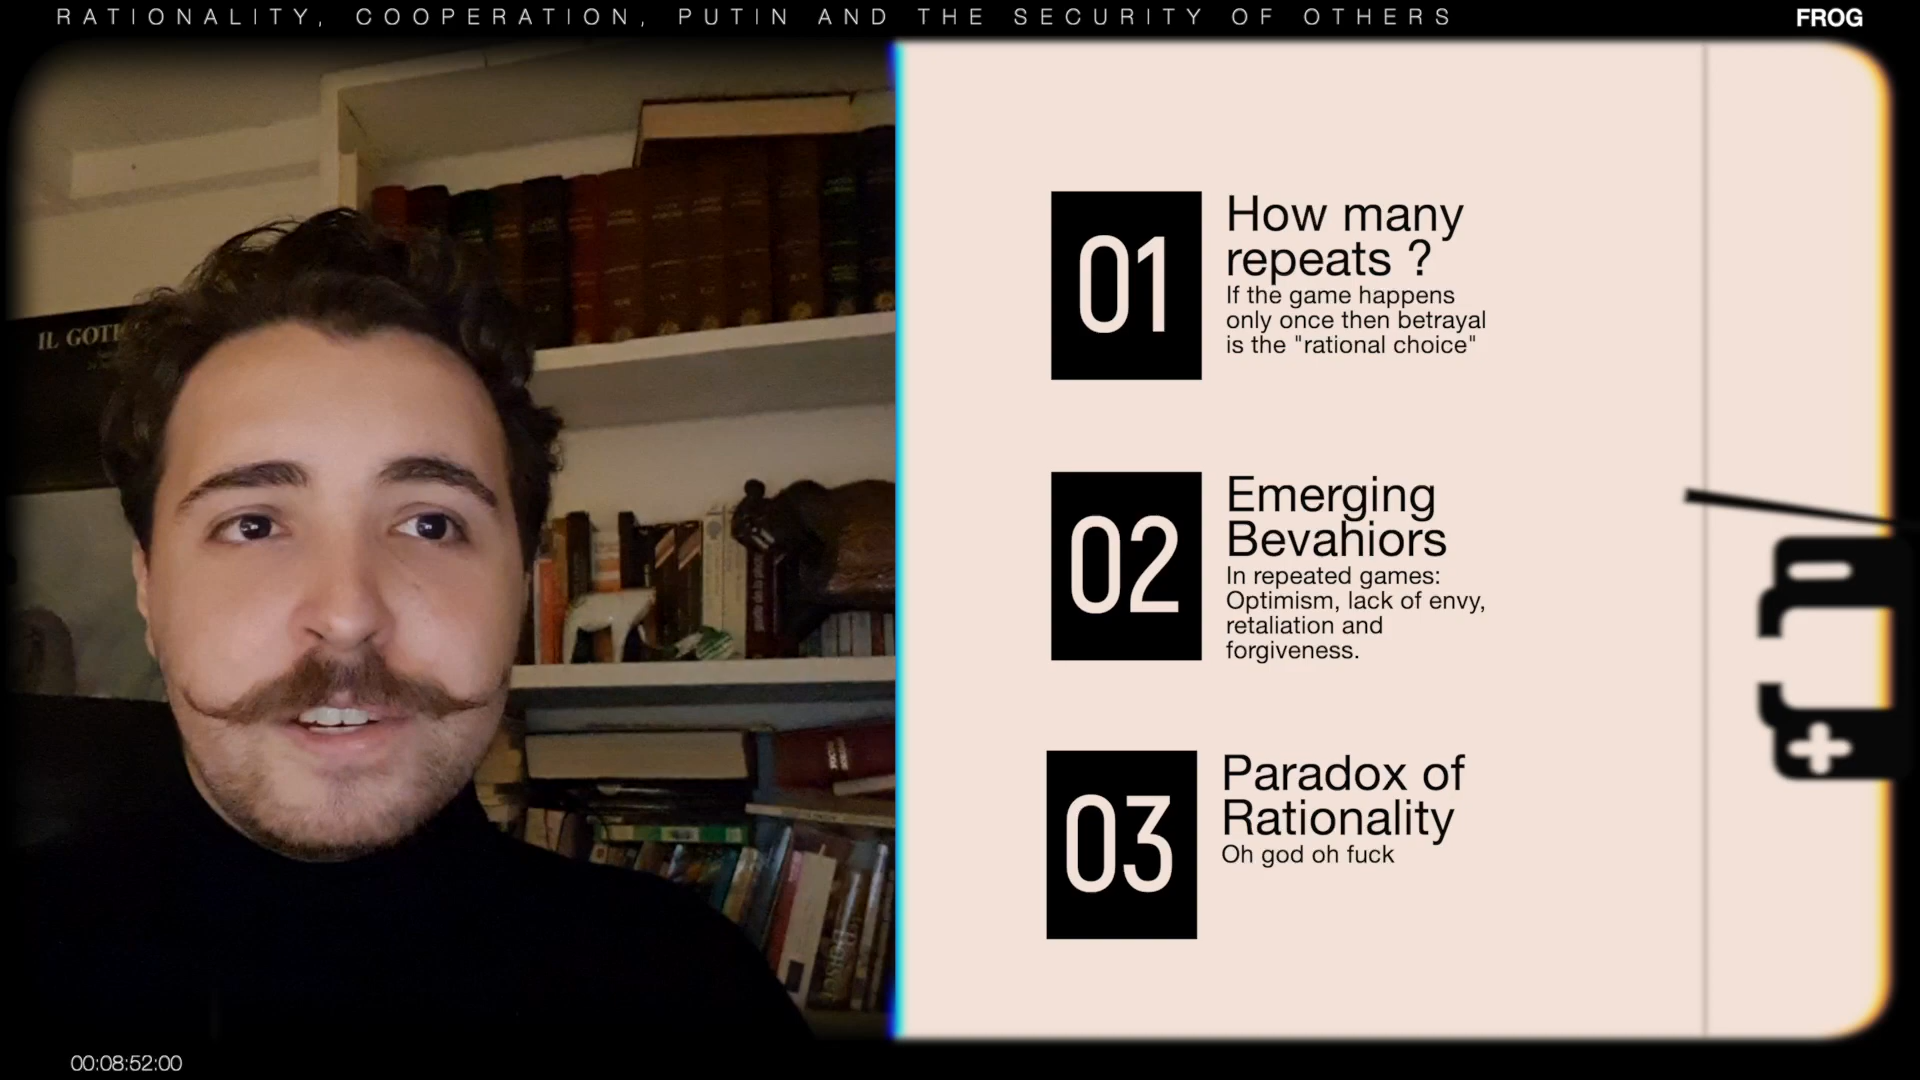 RATIONALITY, COOPERATION, PUTIN AND THE SECURITY OF OTHERS
FROG
IL GOTI
01
How many
repeats ?
If the game happens
only once then betrayal
is the "rational choice"
02
Emerging
Bevahiors
In repeated games:
Optimism, lack of envy,
retaliation and
forgiveness.
03
Paradox of
Rationality
Oh god oh fuck
00:08:52:00